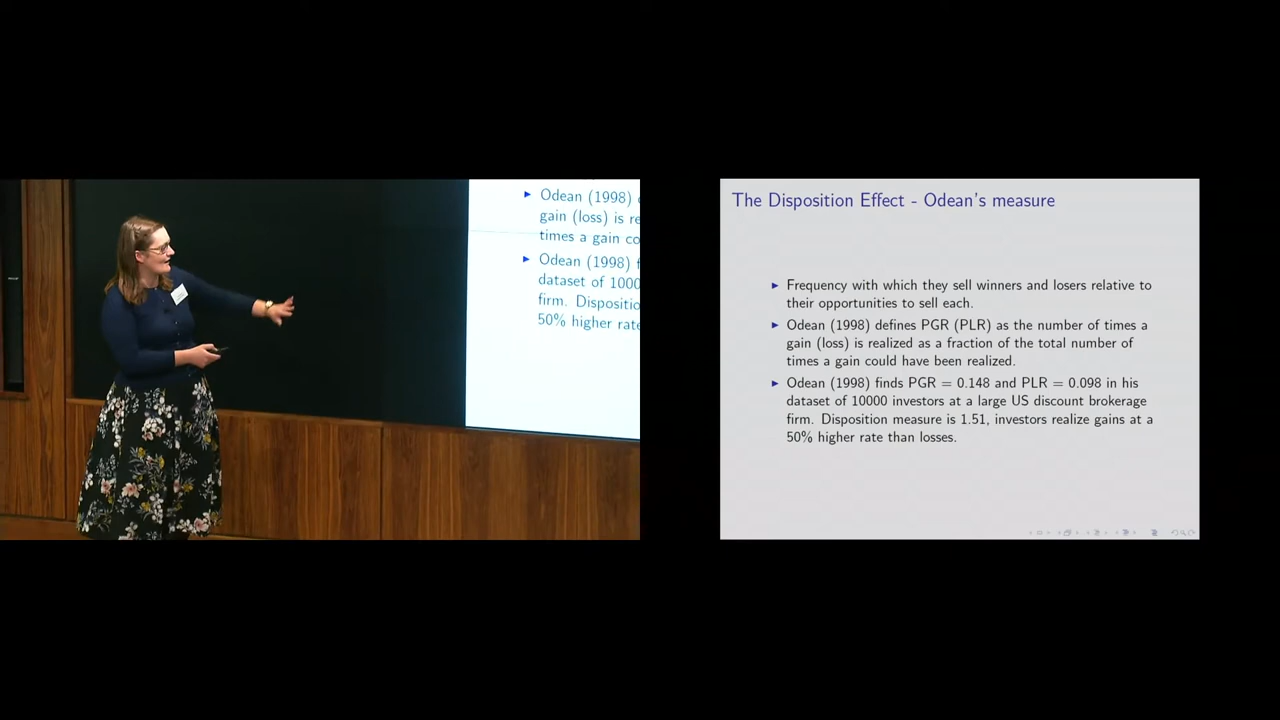 Odean (1998)
gain (loss) is re
times a gain co
Odean (1998) f
dataset of 1000
firm. Dispositio
50% higher rate
The Disposition Effect - Odean's measure
Frequency with which they sell winners and losers relative to
their opportunities to sell each.
Odean (1998) defines PGR (PLR) as the number of times a
gain (loss) is realized as a fraction of the total number of
times a gain could have been realized.
Odean (1998) finds PGR = 0.148 and PLR = 0.098 in his
dataset of 10000 investors at a large US discount brokerage
firm. Disposition measure is 1.51, investors realize gains at a
50% higher rate than losses.